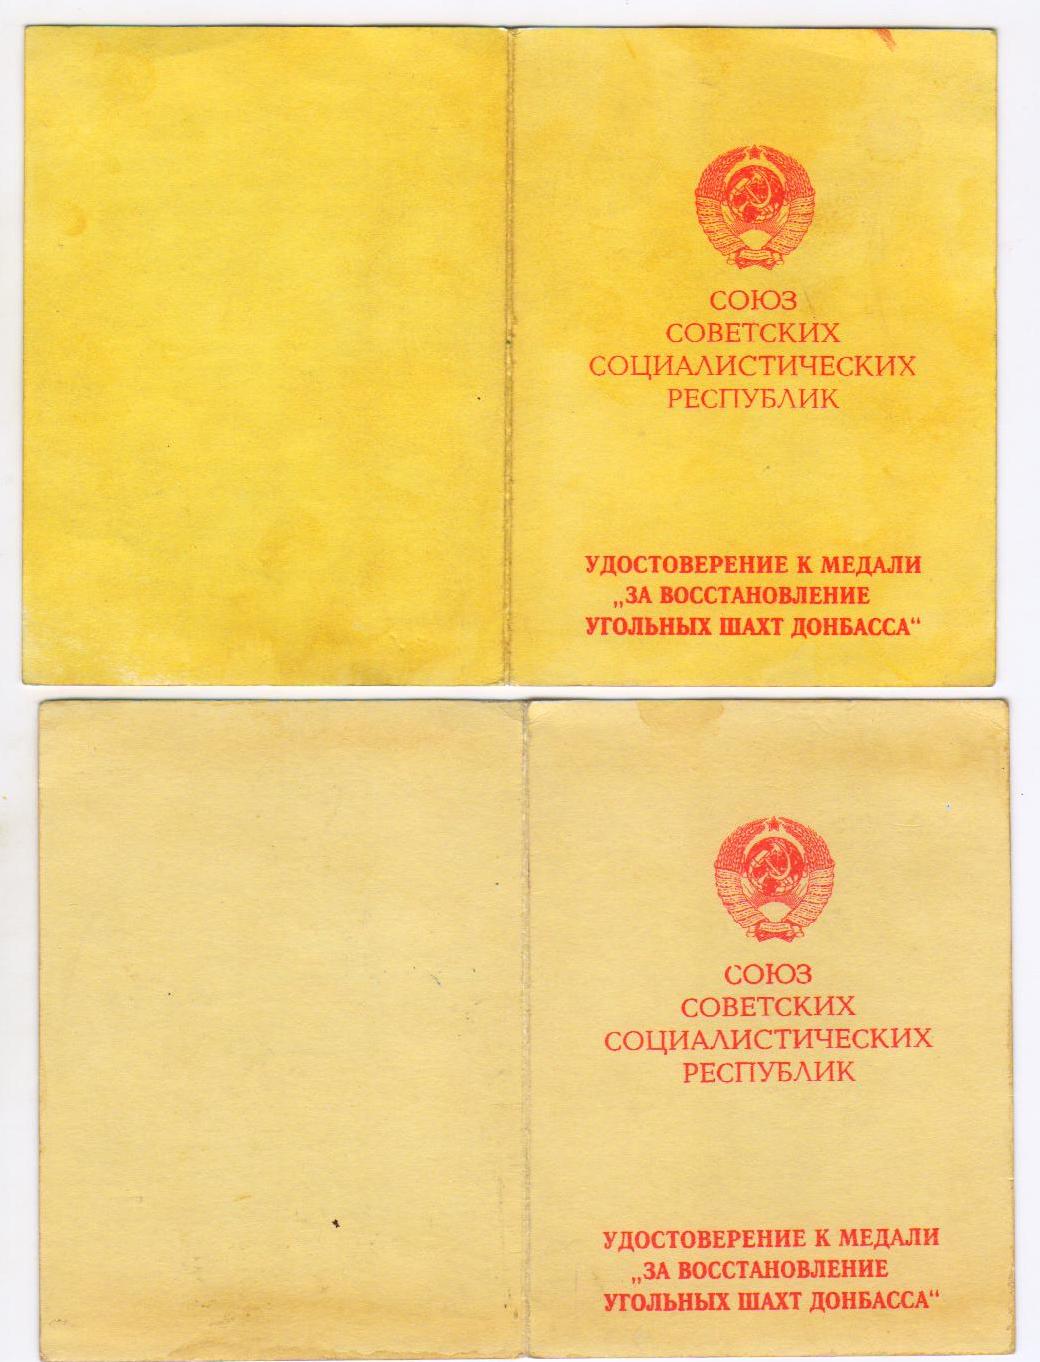 СОЮЗ
СОВЕТСКИХ
СОЦИАЛИСТИЧЕСКИХ
РЕСПУБЛИК
УДОСТОВЕРЕНИЕ К МЕДАЛИ
„ЗА ВОССТАНОВЛЕНИЕ
УГОЛЬНЫХ ШАХТ ДОНБАССА“
СОЮЗ
СОВЕТСКИХ
СОЦИАЛИСТИЧЕСКИХ
РЕСПУБЛИК
УДОСТОВЕРЕНИЕ К МЕДАЛИ
„ЗА ВОССТАНОВЛЕНИЕ
УГОЛЬНЫХ ШАХТ ДОНБАССА“